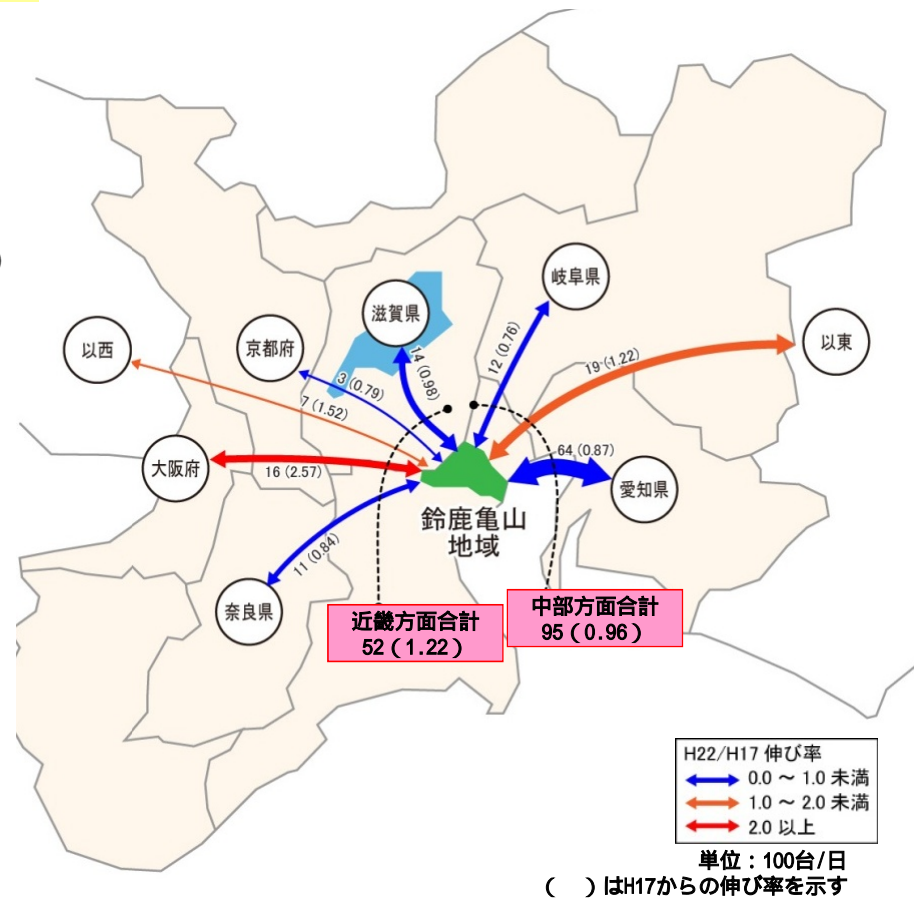 岐阜県
滋賀県
以西
京都府
以東
14 (0.98)
12 (0.76)
19 (1.22)
3 (0.79)
7 (1.52)
大阪府
16 (2.57)
64 (0.87)
愛知県
鈴鹿亀山
地域
11 (0.84)
奈良県
近畿方面合計
52(1.22)
中部方面合計
95(0.96)
H22/H17 伸び率
0.0 ~ 1.0 未満
1.0 ~ 2.0 未満
2.0 以上
単位:100台/日
(　)はH17からの伸び率を示す